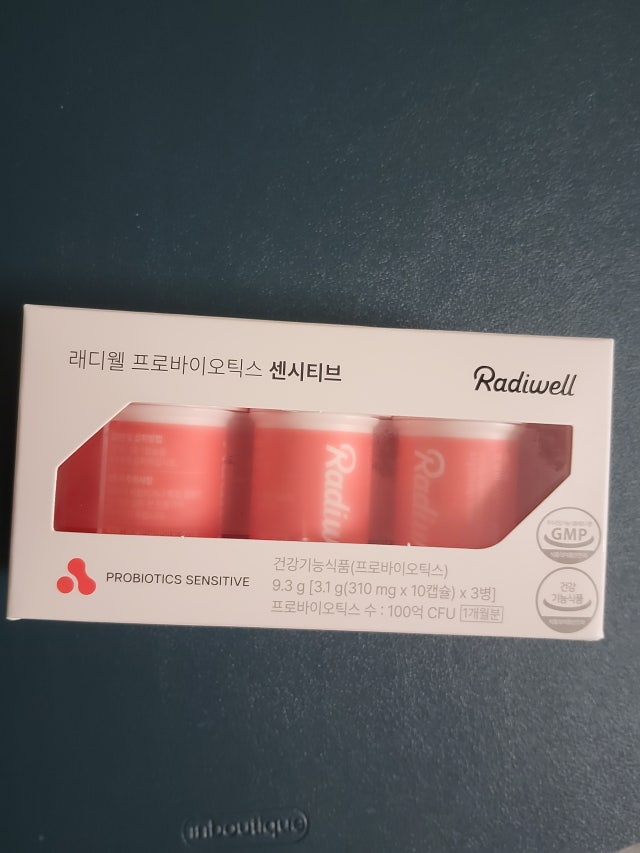 래디웰 프로바이오틱스 센시티브
Radiwell
Radiw
Radiw
PROBIOTICS SENSITIVE
건강기능식품(프로바이오틱스)
9.3 g [3.1 g(310 mg x 10캡슐) x 3병]
프로바이오틱스 수 : 100억 CFU 1개월분
GMP
건강
기능식품
inboutique